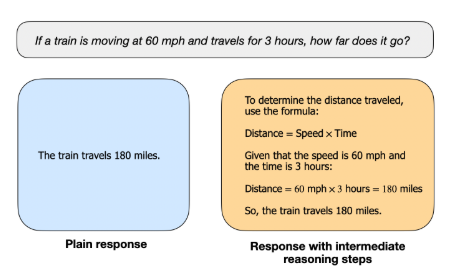 If a train is moving at 60 mph and travels for 3 hours, how far does it go?
The train travels 180 miles.
Plain response
To determine the distance traveled,
use the formula:
Distance = Speed × Time
Given that the speed is 60 mph and
the time is 3 hours:
Distance = 60 mph × 3 hours = 180 miles
So, the train travels 180 miles.
Response with intermediate
reasoning steps